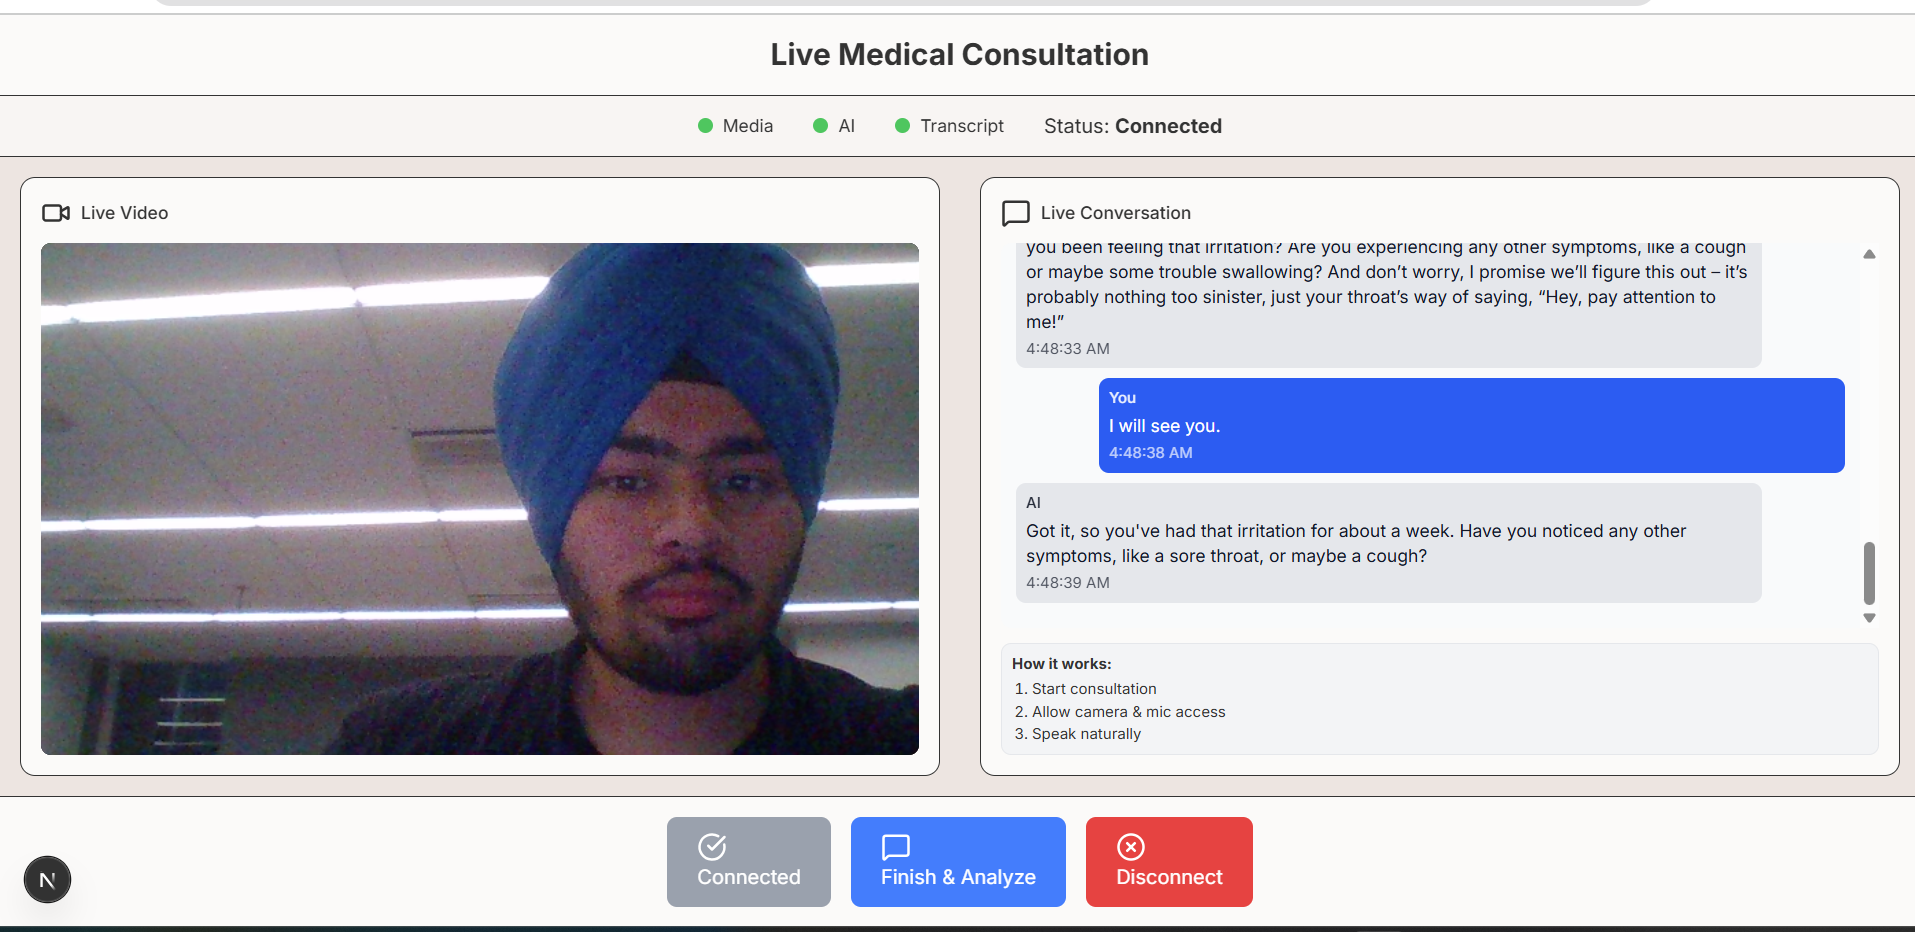 Live Medical Consultation
Media AI Transcript Status: Connected
Live Video
Live Conversation
you been feeling that irritation? Are you experiencing any other symptoms, like a cough
or maybe some trouble swallowing? And don’t worry, I promise we’ll figure this out – it’s
probably nothing too sinister, just your throat’s way of saying, “Hey, pay attention to
me!”
4:48:33 AM
You
I will see you.
4:48:38 AM
AI
Got it, so you've had that irritation for about a week. Have you noticed any other
symptoms, like a sore throat, or maybe a cough?
4:48:39 AM
How it works:
1. Start consultation
2. Allow camera & mic access
3. Speak naturally
N
Connected
Finish & Analyze
Disconnect